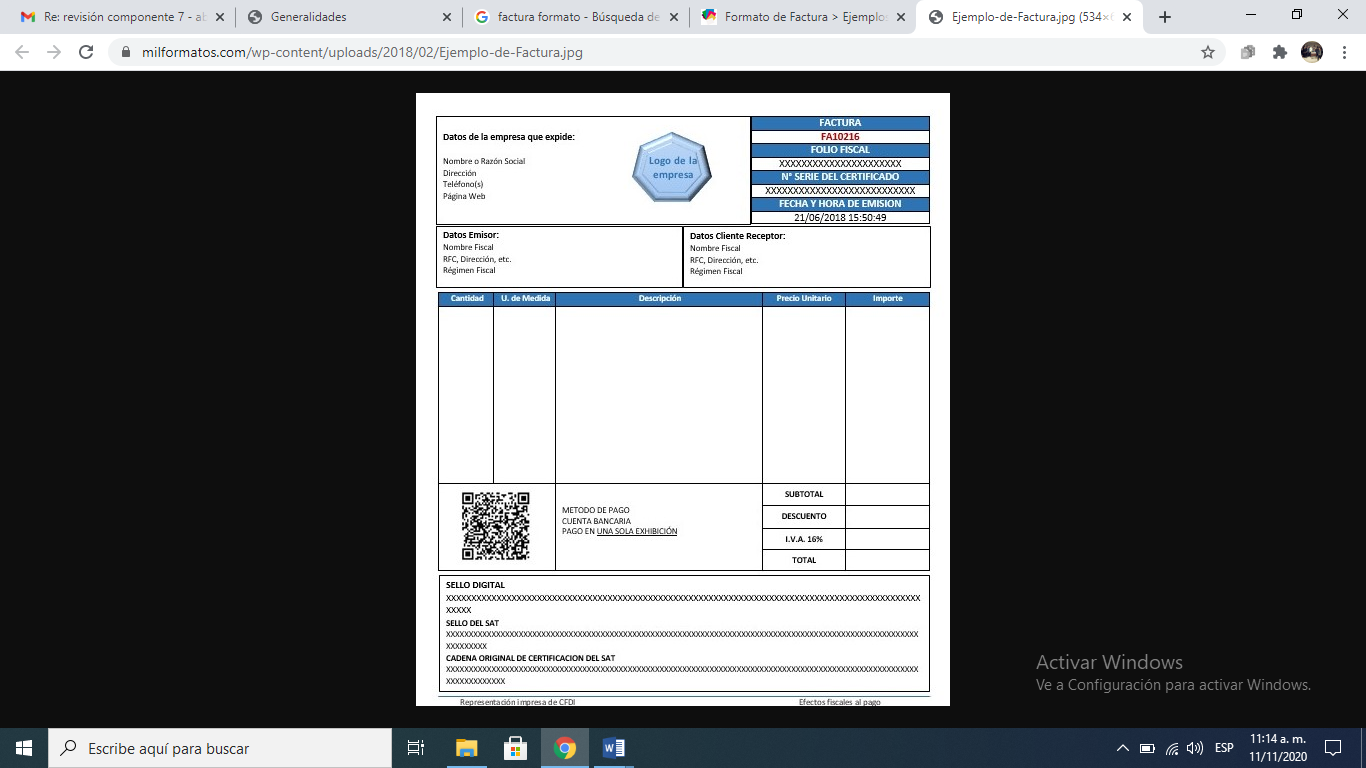 Re: revisión componente 7 - ab
Generalidades
factura formato - Búsqueda de
Formato de Factura > Ejemplos
Ejemplo-de-Factura.jpg (534×
milformatos.com/wp-content/uploads/2018/02/Ejemplo-de-Factura.jpg
Datos de la empresa que expide:
Nombre o Razón Social
Dirección
Teléfono(s)
Página Web
Logo de la
empresa
FACTURA
FA10216
FOLIO FISCAL
XXXXXXXXXXXXXXXXXXXXXX
N° SERIE DEL CERTIFICADO
XXXXXXXXXXXXXXXXXXXXXXXXXXX
FECHA Y HORA DE EMISION
21/06/2018 15:50:49
Datos Emisor:
Nombre Fiscal
RFC, Dirección, etc.
Régimen Fiscal
Datos Cliente Receptor:
Nombre Fiscal
RFC, Dirección, etc.
Régimen Fiscal
Cantidad U. de Medida Descripción Precio Unitario Importe
METODO DE PAGO
CUENTA BANCARIA
PAGO EN UNA SOLA EXHIBICIÓN
SUBTOTAL
DESCUENTO
I.V.A. 16%
TOTAL
SELLO DIGITAL
XXXXXXXXXXXXXXXXXXXXXXXXXXXXXXXXXXXXXXXXXXXXXXXXXXXXXXXXXXXXXXXXXXXXXXXXXXXXXXXXXXXXXXXXXXXXX
XXXXX
SELLO DEL SAT
XXXXXXXXXXXXXXXXXXXXXXXXXXXXXXXXXXXXXXXXXXXXXXXXXXXXXXXXXXXXXXXXXXXXXXXXXXXXXXXXXXXXXXXXXXXXXXXXXXXX
XXXXXXXXX
CADENA ORIGINAL DE CERTIFICACION DEL SAT
XXXXXXXXXXXXXXXXXXXXXXXXXXXXXXXXXXXXXXXXXXXXXXXXXXXXXXXXXXXXXXXXXXXXXXXXXXXXXXXXXXXXXXXXXXXXXXXXXXXX
XXXXXXXXXXXXX
Representación impresa de CFDI Efectos fiscales al pago
Activar Windows
Ve a Configuración para activar Windows.
Escribe aquí para buscar
ESP
11:14 a. m.
11/11/2020